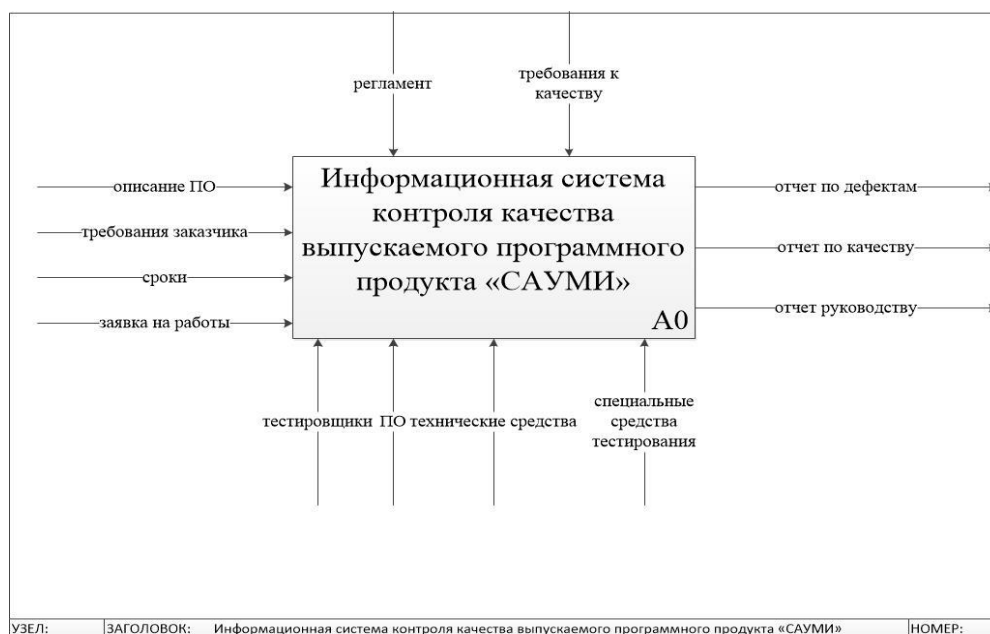 регламент
требования к
качеству
описание ПО
требования заказчика
сроки
заявка на работы
Информационная система
контроля качества
выпускаемого программного
продукта «САУМИ»
А0
отчет по дефектам
отчет по качеству
отчет руководству
тестировщики
ПО
технические средства
специальные
средства
тестирования
УЗЕЛ:
ЗАГОЛОВОК: Информационная система контроля качества выпускаемого программного продукта «САУМИ»
НОМЕР: